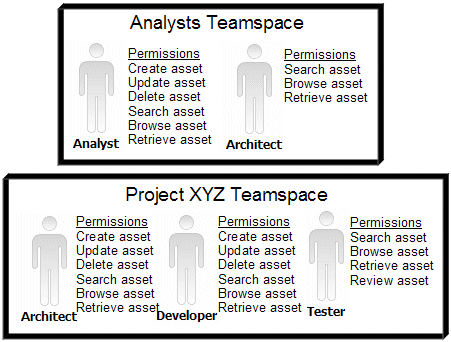 Analysts Teamspace
Permissions
Create asset
Update asset
Delete asset
Search asset
Browse asset
Retrieve asset
Analyst
Permissions
Search asset
Browse asset
Retrieve asset
Architect
Project XYZ Teamspace
Permissions
Create asset
Update asset
Delete asset
Search asset
Browse asset
Retrieve asset
Architect
Permissions
Create asset
Update asset
Delete asset
Search asset
Browse asset
Retrieve asset
Developer
Permissions
Search asset
Browse asset
Retrieve asset
Review asset
Tester